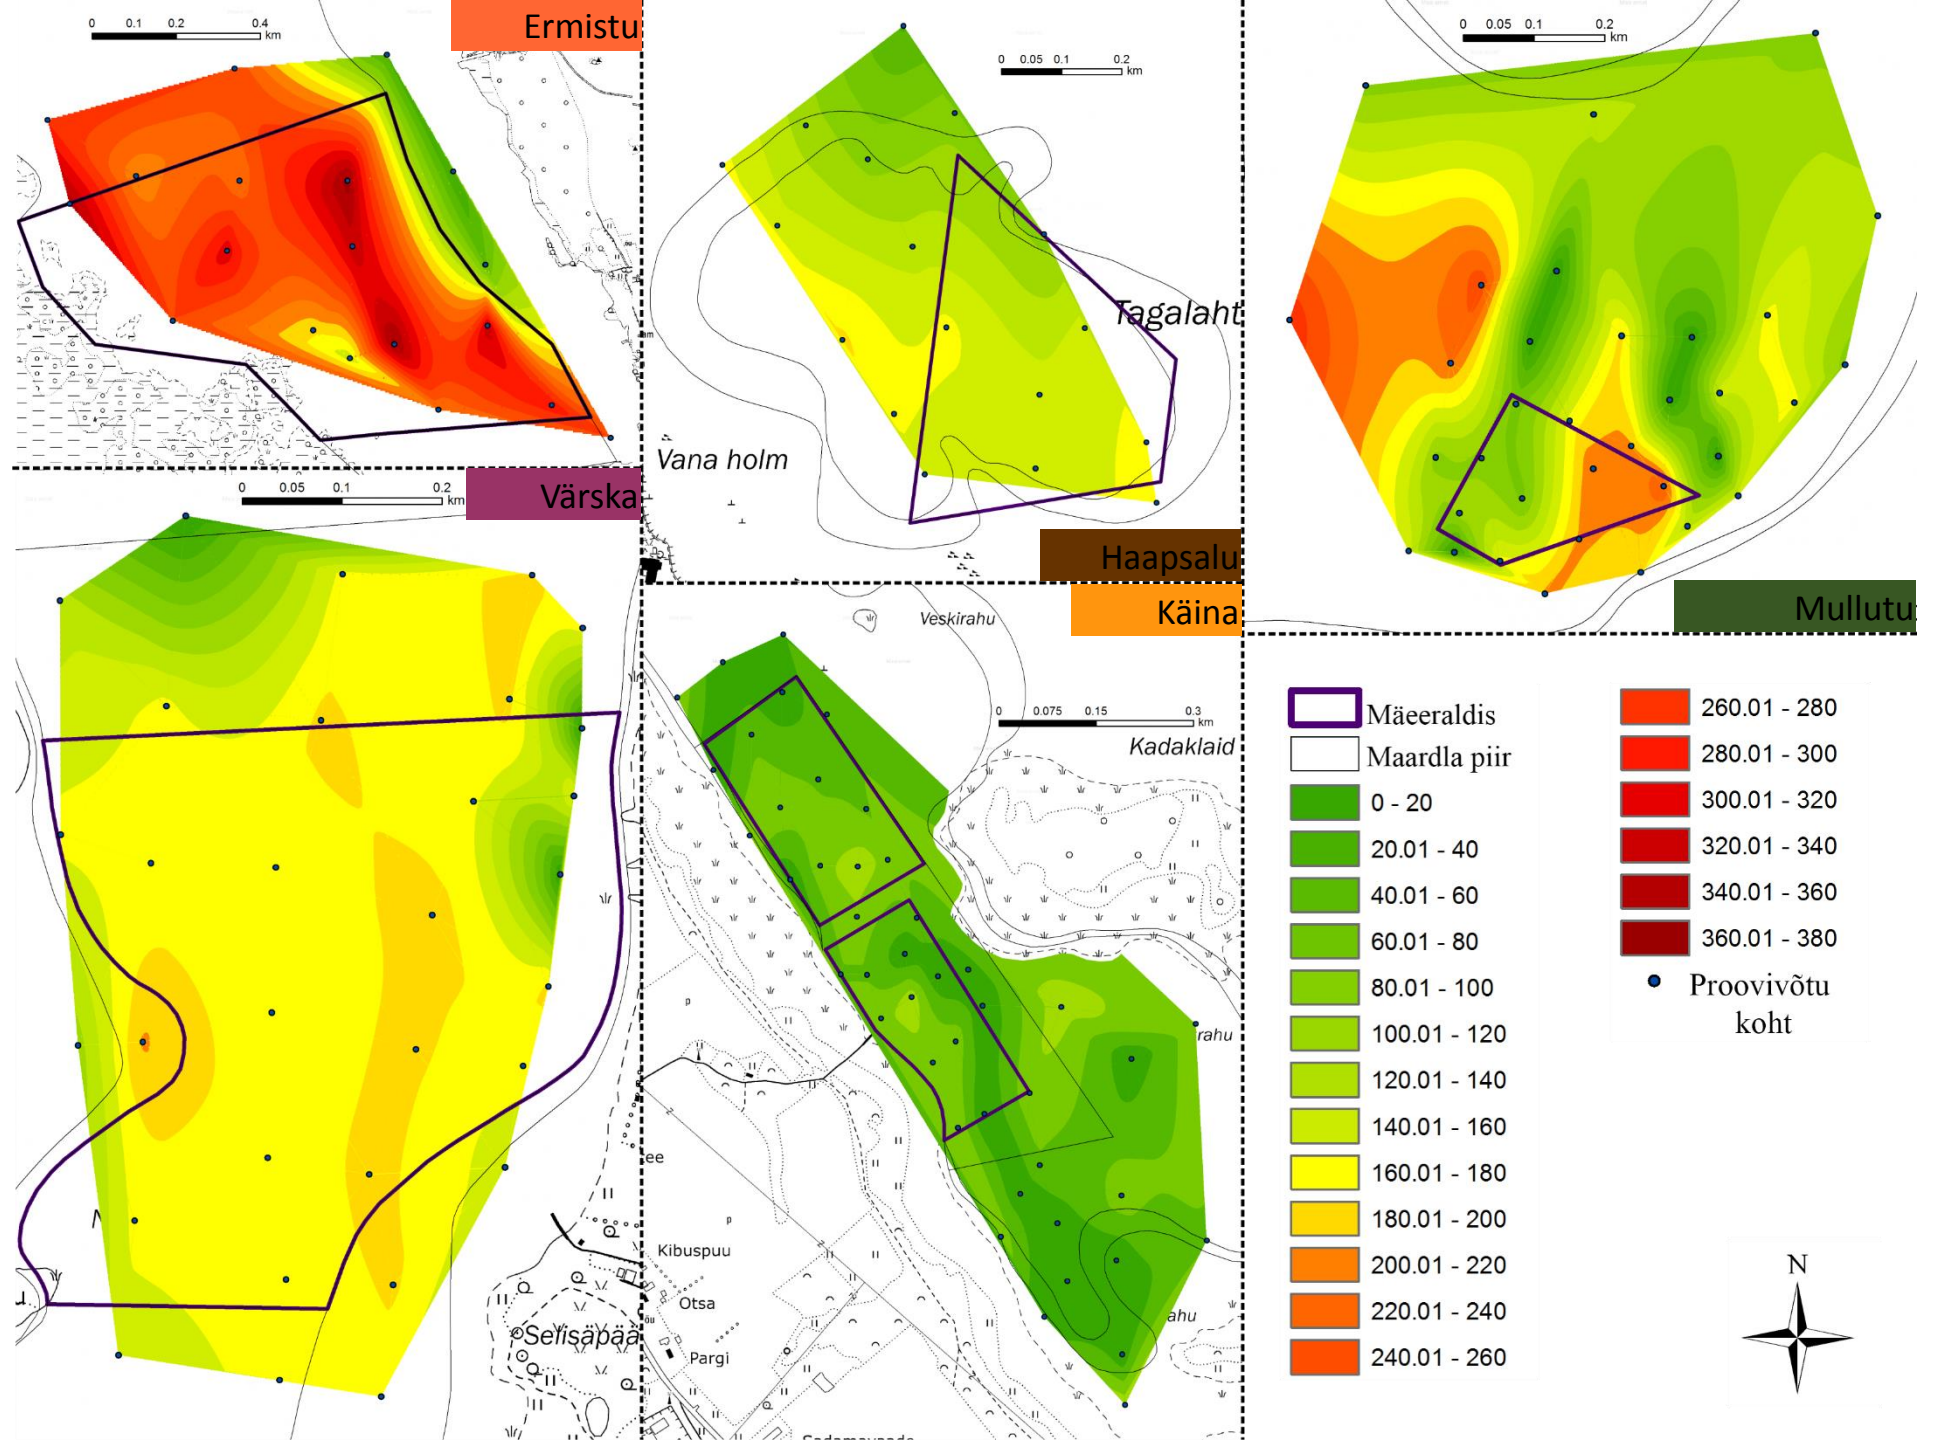 0 0.1 0.2 0.4
km
Ermistu
0 0.05 0.1 0.2
km
Vana holm
Tagalaht
Haapsalu
0 0.05 0.1 0.2
km
Mullutu
0 0.05 0.1 0.2
km
Värska
Selisäpää
Käina
Veskirahu
0 0.075 0.15 0.3
km
Kadaklaid
rahu
ahu
p
p
Kibuspuu
Otsa
Pargi
Mäeeraldis
Maardla piir
0 - 20
20.01 - 40
40.01 - 60
60.01 - 80
80.01 - 100
100.01 - 120
120.01 - 140
140.01 - 160
160.01 - 180
180.01 - 200
200.01 - 220
220.01 - 240
240.01 - 260
260.01 - 280
280.01 - 300
300.01 - 320
320.01 - 340
340.01 - 360
360.01 - 380
Proovivõtu
koht
N